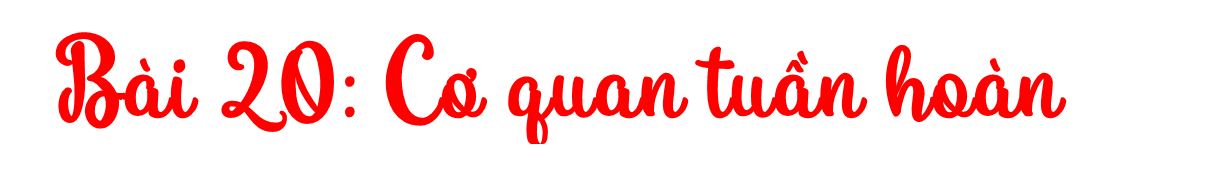 Bài 20: Cơ quan tuần hoàn